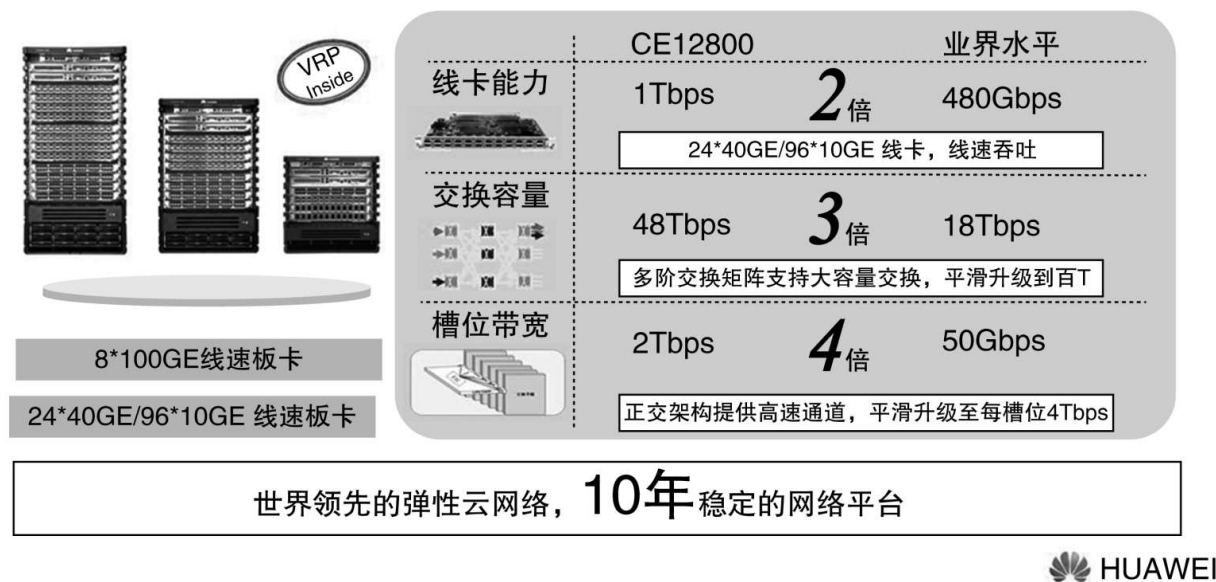 VRP
Inside
8*100GE线速板卡
24*40GE/96*10GE 线速板卡
CE12800 业界水平
线卡能力
1Tbps 2倍 480Gbps
24*40GE/96*10GE 线卡，线速吞吐
交换容量
48Tbps 3倍 18Tbps
多阶交换矩阵支持大容量交换，平滑升级到百T
槽位带宽
2Tbps 4倍 50Gbps
正交架构提供高速通道，平滑升级至每槽位4Tbps
世界领先的弹性云网络，10年稳定的网络平台
HUAWEI